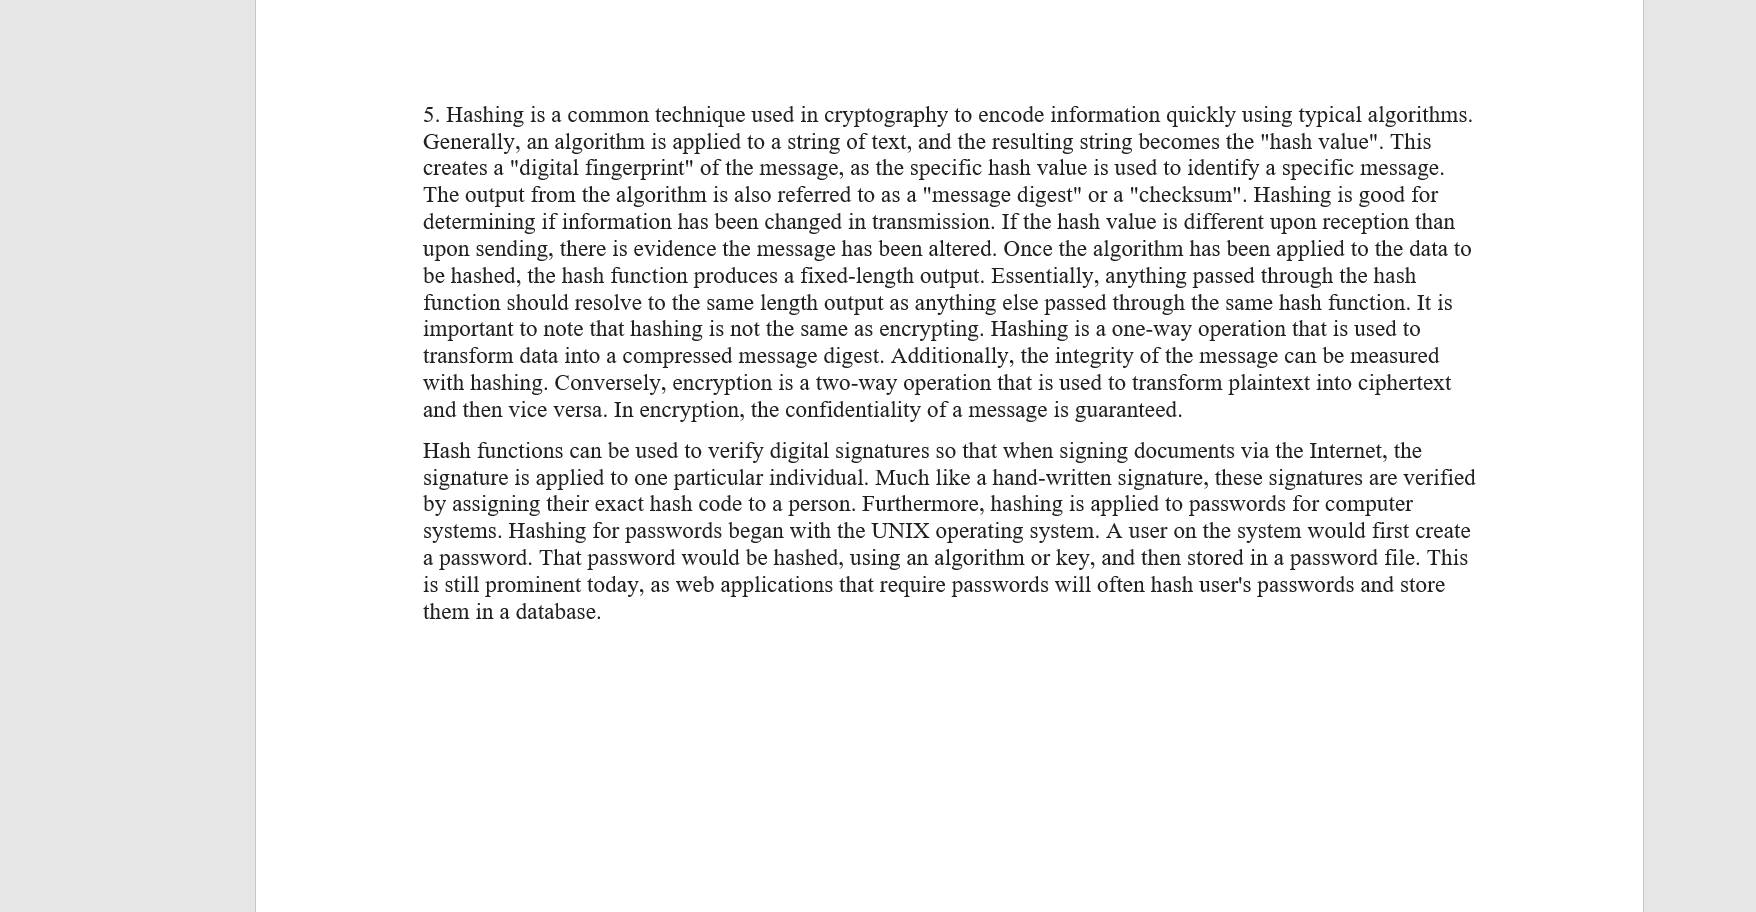 5. Hashing is a common technique used in cryptography to encode information quickly using typical algorithms.
Generally, an algorithm is applied to a string of text, and the resulting string becomes the "hash value". This
creates a "digital fingerprint" of the message, as the specific hash value is used to identify a specific message.
The output from the algorithm is also referred to as a "message digest" or a "checksum". Hashing is good for
determining if information has been changed in transmission. If the hash value is different upon reception than
upon sending, there is evidence the message has been altered. Once the algorithm has been applied to the data to
be hashed, the hash function produces a fixed-length output. Essentially, anything passed through the hash
function should resolve to the same length output as anything else passed through the same hash function. It is
important to note that hashing is not the same as encrypting. Hashing is a one-way operation that is used to
transform data into a compressed message digest. Additionally, the integrity of the message can be measured
with hashing. Conversely, encryption is a two-way operation that is used to transform plaintext into ciphertext
and then vice versa. In encryption, the confidentiality of a message is guaranteed.
Hash functions can be used to verify digital signatures so that when signing documents via the Internet, the
signature is applied to one particular individual. Much like a hand-written signature, these signatures are verified
by assigning their exact hash code to a person. Furthermore, hashing is applied to passwords for computer
systems. Hashing for passwords began with the UNIX operating system. A user on the system would first create
a password. That password would be hashed, using an algorithm or key, and then stored in a password file. This
is still prominent today, as web applications that require passwords will often hash user's passwords and store
them in a database.